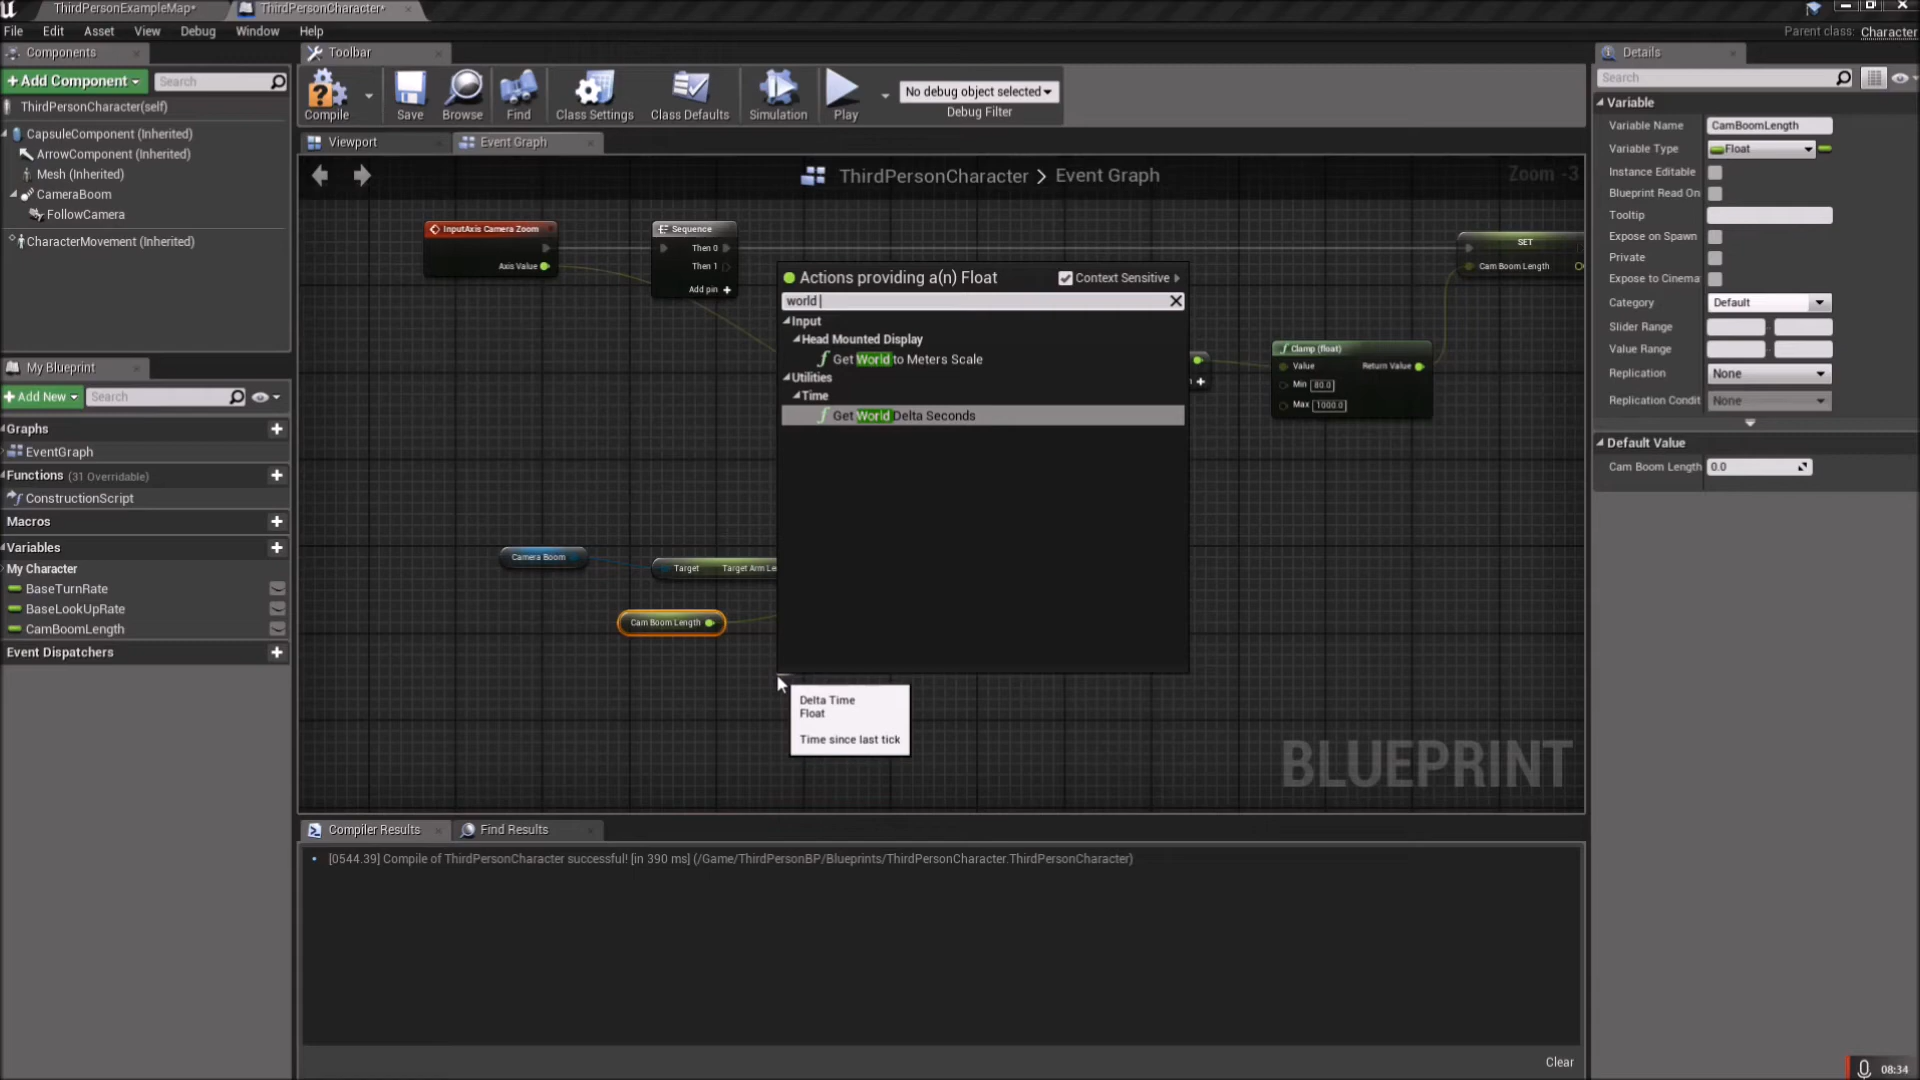 ThirdPersonExampleMap*
ThirdPersonCharacter*
File Edit Asset View Debug Window Help
Parent class: Character
Components
+Add Component
Search
ThirdPersonCharacter(self)
CapsuleComponent (Inherited)
ArrowComponent (Inherited)
Mesh (Inherited)
CameraBoom
FollowCamera
CharacterMovement (Inherited)
My Blueprint
+Add New
Search
Graphs
EventGraph
Functions (31 Overridable)
ConstructionScript
Macros
Variables
My Character
BaseTurnRate
BaseLookUpRate
CamBoomLength
Event Dispatchers
Toolbar
Compile
Save
Browse
Find
Class Settings
Class Defaults
Simulation
Play
No debug object selected
Debug Filter
Viewport
Event Graph
ThirdPersonCharacter > Event Graph
Zoom -3
InputAxis Camera Zoom
Axis Value
Sequence
Then 0
Then 1
Add pin +
Actions providing a(n) Float
Context Sensitive
world
Input
Head Mounted Display
Get World to Meters Scale
Utilities
Time
Get World Delta Seconds
SET
Cam Boom Length
Clamp (float)
Value
Return Value
Min 80.0
Max 1000.0
Camera Boom
Target
Target Arm Le
Cam Boom Length
Delta Time
Float
Time since last tick
BLUEPRINT
Compiler Results
Find Results
[0544.39] Compile of ThirdPersonCharacter successful! [in 390 ms] (/Game/ThirdPersonBP/Blueprints/ThirdPersonCharacter.ThirdPersonCharacter)
Clear
Details
Search
Variable
Variable Name CamBoomLength
Variable Type Float
Instance Editable
Blueprint Read On
Tooltip
Expose on Spawn
Private
Expose to Cinema
Category Default
Slider Range
Value Range
Replication None
Replication Condit None
Default Value
Cam Boom Length 0.0
08:34